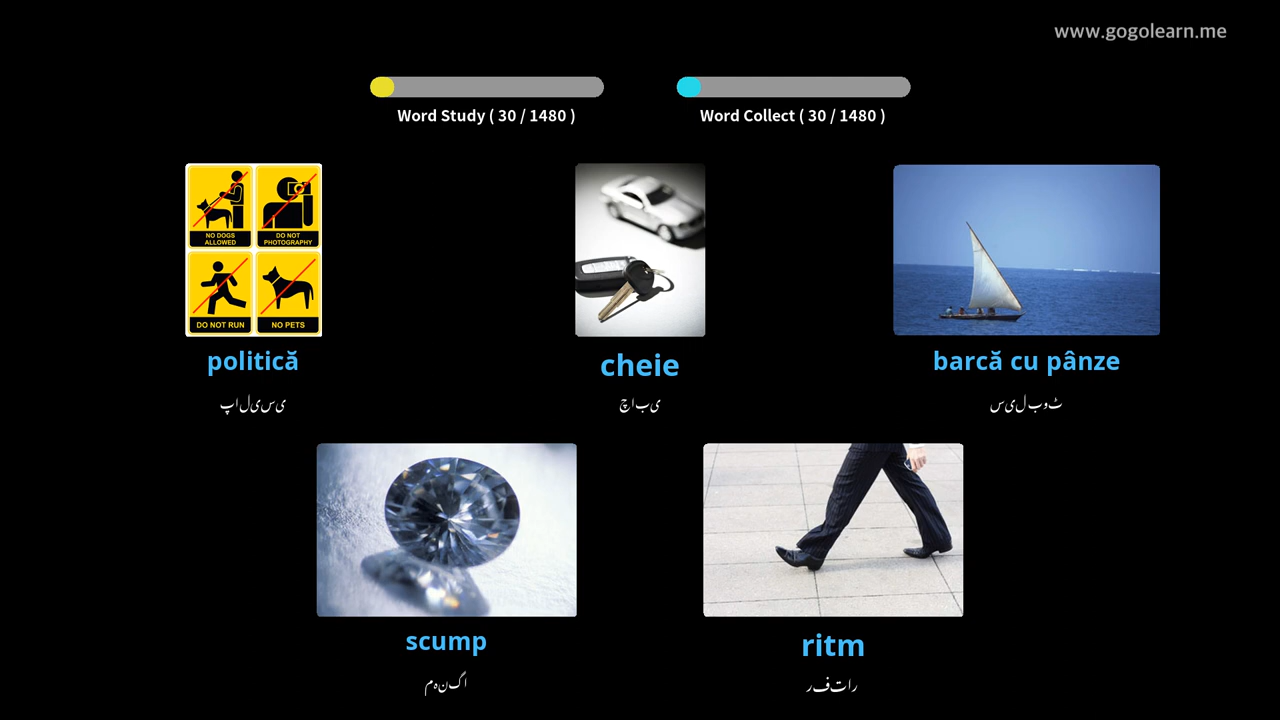 www.gogolearn.me
Word Study ( 30 / 1480 )
Word Collect ( 30 / 1480 )
NO DOGS
ALLOWED
DO NOT
PHOTOGRAPHY
DO NOT RUN
NO PETS
politică
cheie
barcă cu pânze
پالیسی
چابی
سیل بوٹ
scump
ritm
مہنگا
رفتار